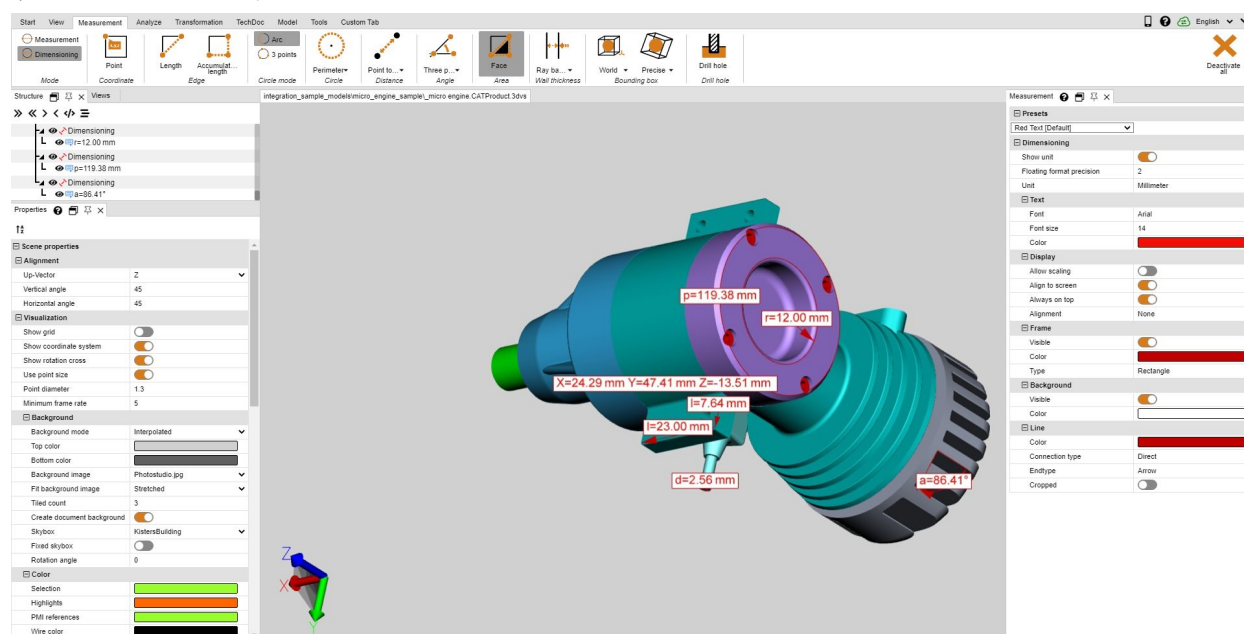 Start View Measurement Analyze Transformation TechDoc Model Tools Custom Tab English
Measurement
Dimensioning
Mode
Point
Coordinate
Length Accumulat... length
Edge
Arc
3 points
Circle mode
Perimeter
Circle
Point to...
Distance
Three p...
Angle
Face
Area
Ray ba...
Wall thickness
World Precise
Bounding box
Drill hole
Drill hole
Deactivate all
Structure Views
Dimensioning
r=12.00 mm
Dimensioning
p=119.38 mm
Dimensioning
a=86.41°
Properties
Scene properties
Alignment
Up-Vector Z
Vertical angle 45
Horizontal angle 45
Visualization
Show grid
Show coordinate system
Show rotation cross
Use point size
Point diameter 1.3
Minimum frame rate 5
Background
Background mode Interpolated
Top color
Bottom color
Background image Photostudio.jpg
Fit background image Stretched
Tiled count 3
Create document background
Skybox KistersBuilding
Fixed skybox
Rotation angle 0
Color
Selection
Highlights
PMI references
Wire color
integration_sample_models\micro_engine_sample\_micro engine.CATProduct.3dvs
p=119.38 mm
r=12.00 mm
X=24.29 mm Y=47.41 mm Z=-13.51 mm
l=7.64 mm
l=23.00 mm
d=2.56 mm
a=86.41°
Z
X
Y
Measurement
Presets
Red Text [Default]
Dimensioning
Show unit
Floating format precision 2
Unit Millimeter
Text
Font Arial
Font size 14
Color
Display
Allow scaling
Align to screen
Always on top
Alignment None
Frame
Visible
Color
Type Rectangle
Background
Visible
Color
Line
Color
Connection type Direct
Endtype Arrow
Cropped